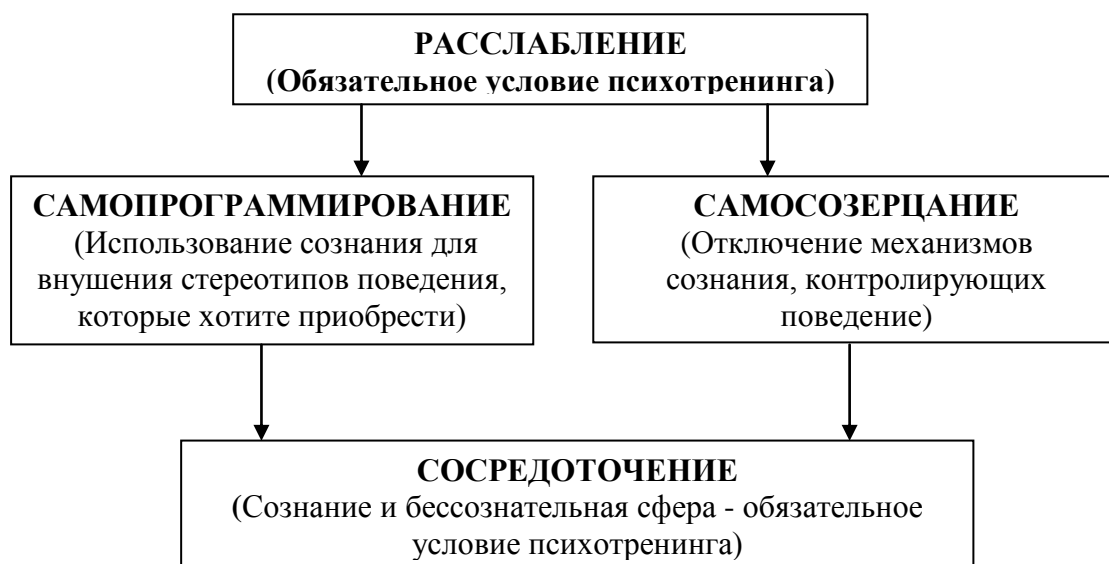 РАССЛАБЛЕНИЕ
(Обязательное условие психотренинга)
САМОПРОГРАММИРОВАНИЕ
(Использование сознания для
внушения стереотипов поведения,
которые хотите приобрести)
САМОСОЗЕРЦАНИЕ
(Отключение механизмов
сознания, контролирующих
поведение)
СОСРЕДОТОЧЕНИЕ
(Сознание и бессознательная сфера - обязательное
условие психотренинга)